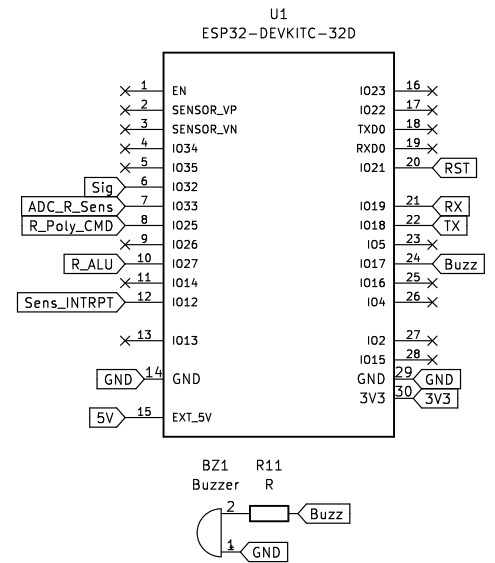 U1
ESP32-DEVKITC-32D
1 EN IO23 16
2 SENSOR_VP IO22 17
3 SENSOR_VN TXD0 18
4 IO34 RXD0 19
5 IO35 IO21 20 RST
Sig 6 IO32
ADC_R_Sens 7 IO33 IO19 21 RX
R_Poly_CMD 8 IO25 IO18 22 TX
9 IO26 IO5 23
R_ALU 10 IO27 IO17 24 Buzz
11 IO14 IO16 25
Sens_INTRPT 12 IO12 IO4 26
13 IO13 IO2 27
IO15 28
GND 14 GND GND 29 GND
3V3 30 3V3
5V 15 EXT_5V
BZ1 R11
Buzzer R
2 Buzz
1 GND